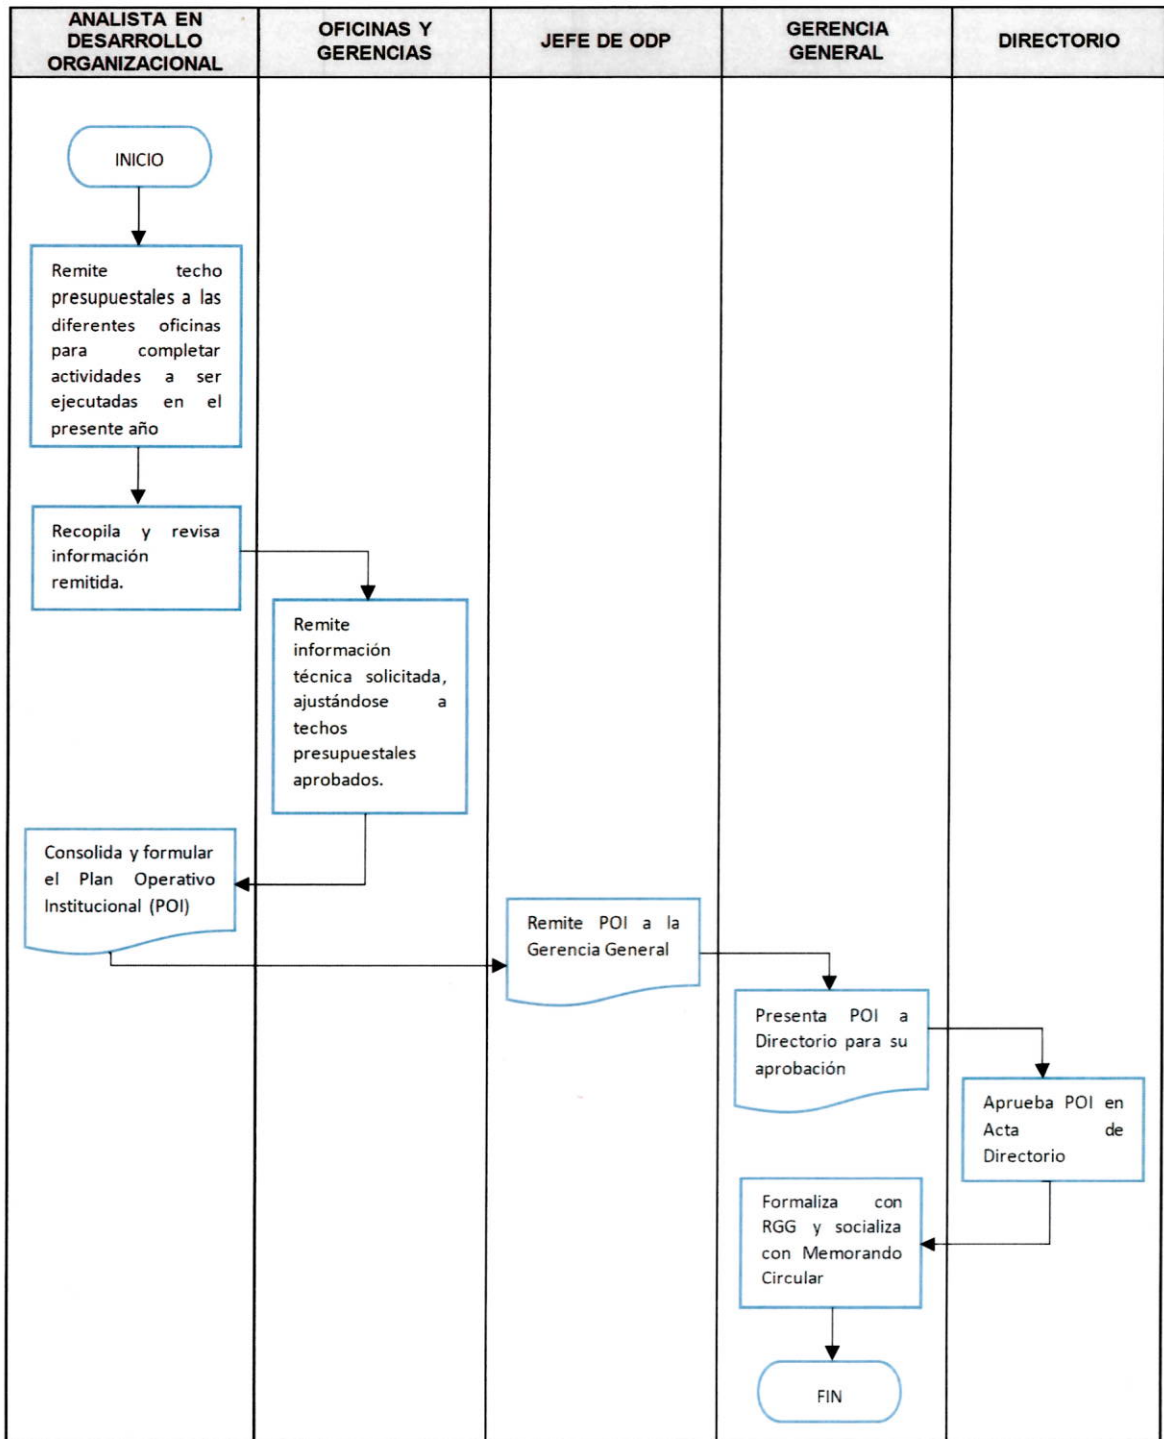 ANALISTA EN
DESARROLLO
ORGANIZACIONAL
OFICINAS Y
GERENCIAS
JEFE DE ODP
GERENCIA
GENERAL
DIRECTORIO
INICIO
Remite techo
presupuestales a las
diferentes oficinas
para completar
actividades a ser
ejecutadas en el
presente año
Recopila y revisa
información
remitida.
Remite
información
técnica solicitada,
ajustándose a
techos
presupuestales
aprobados.
Consolida y formular
el Plan Operativo
Institucional (POI)
Remite POI a la
Gerencia General
Presenta POI a
Directorio para su
aprobación
Aprueba POI en
Acta de
Directorio
Formaliza con
RGG y socializa
con Memorando
Circular
FIN